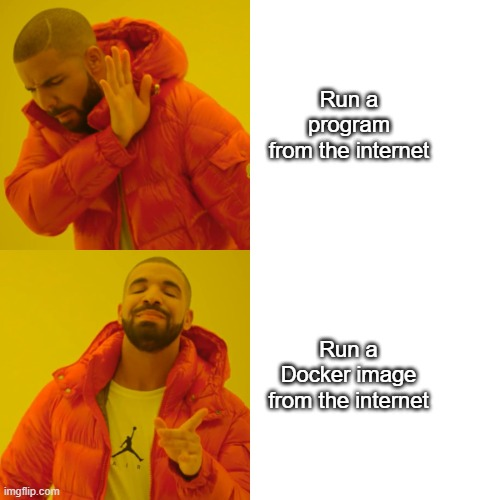 Run a
program
from the internet
Run a
Docker image
from the internet
imgflip.com